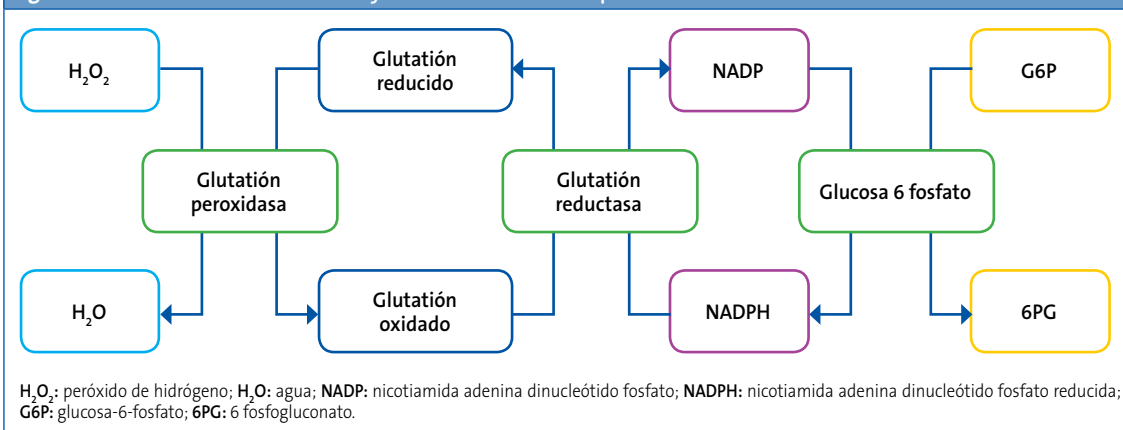 H₂O₂
Glutatión
reducido
NADP
G6P
Glutatión
peroxidasa
Glutatión
reductasa
Glucosa 6 fosfato
H₂O
Glutatión
oxidado
NADPH
6PG
H₂O₂: peróxido de hidrógeno; H₂O: agua; NADP: nicotiamida adenina dinucleótido fosfato; NADPH: nicotiamida adenina dinucleótido fosfato reducida;
G6P: glucosa-6-fosfato; 6PG: 6 fosfogluconato.